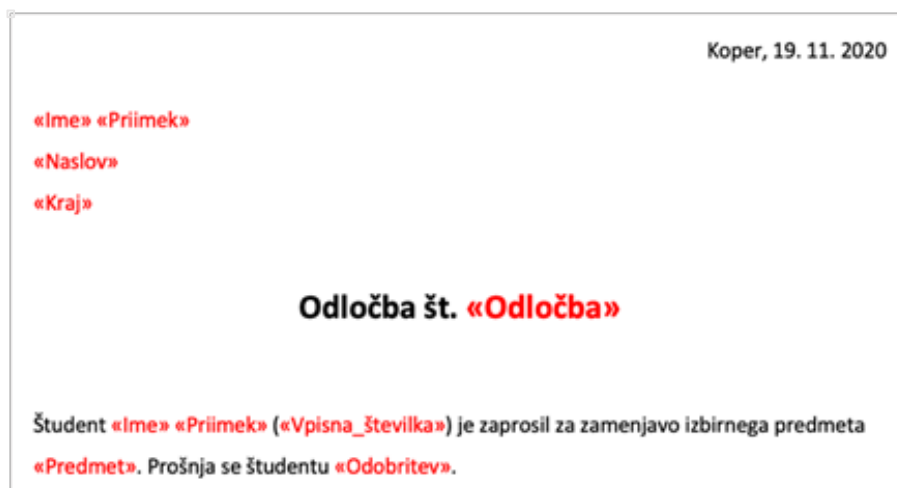 Koper, 19. 11. 2020
«Ime» «Priimek»
«Naslov»
«Kraj»
Odločba št. «Odločba»
Študent «Ime» «Priimek» («Vpisna_številka») je zaprosil za zamenjavo izbirnega predmeta
«Predmet». Prošnja se študentu «Odobritev».